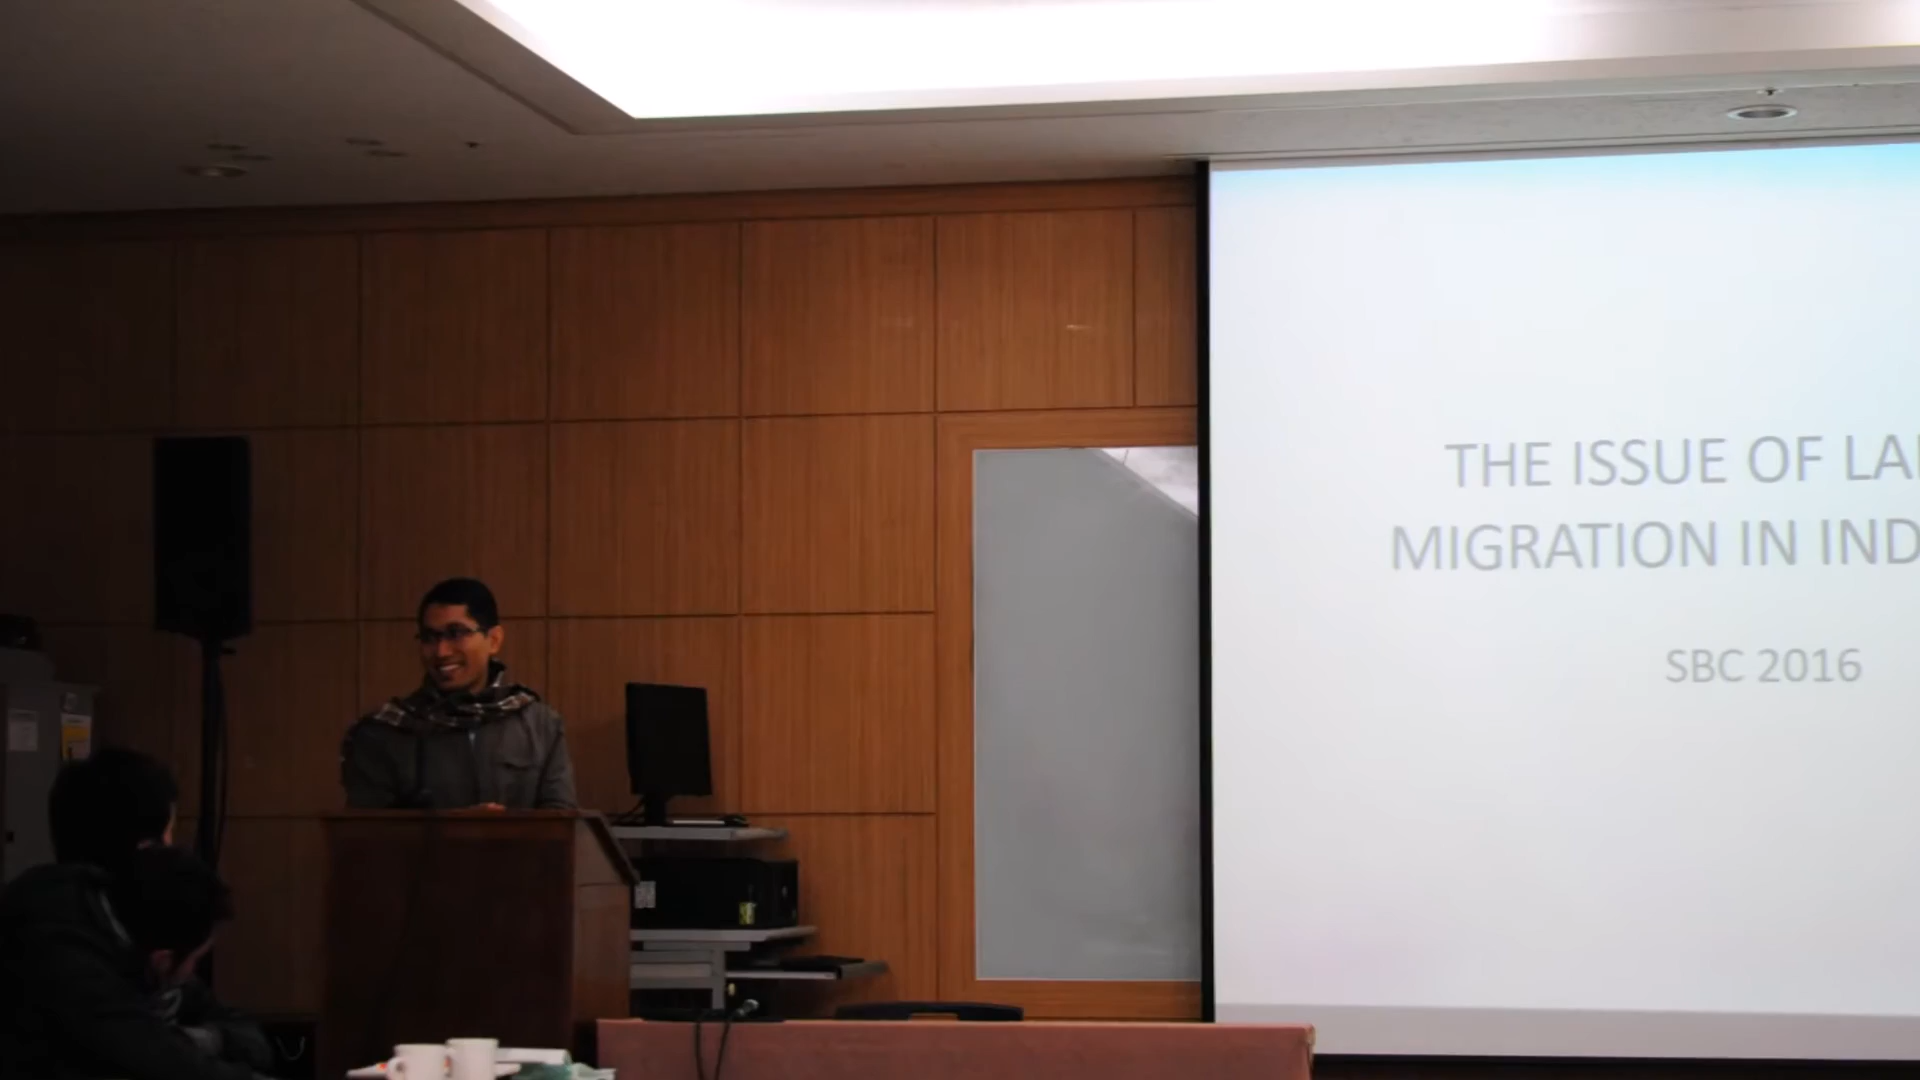 THE ISSUE OF LA
MIGRATION IN IND
SBC 2016